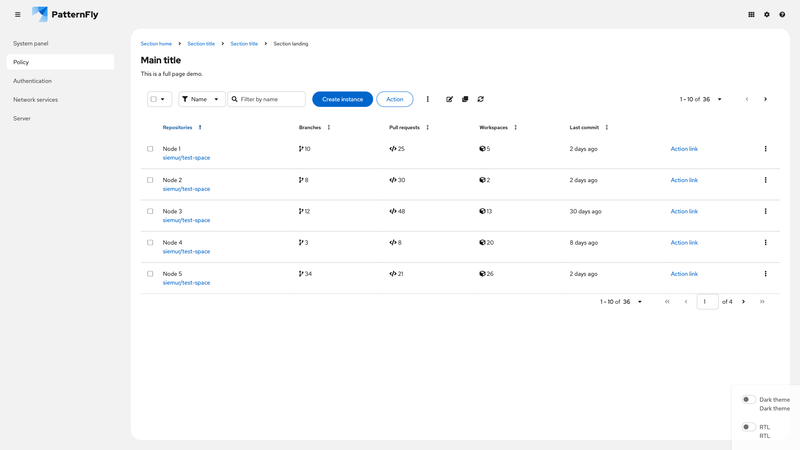 PatternFly
System panel
Policy
Authentication
Network services
Server
Section home Section title Section title Section landing
Main title
This is a full page demo.
Name Filter by name Create instance Action 1 - 10 of 36
Repositories Branches Pull requests Workspaces Last commit
Node 1 10 25 5 2 days ago Action link
siemur/test-space
Node 2 8 30 2 2 days ago Action link
siemur/test-space
Node 3 12 48 13 30 days ago Action link
siemur/test-space
Node 4 3 8 20 8 days ago Action link
siemur/test-space
Node 5 34 21 26 2 days ago Action link
siemur/test-space
1 - 10 of 36 1 of 4
Dark theme
Dark theme
RTL
RTL